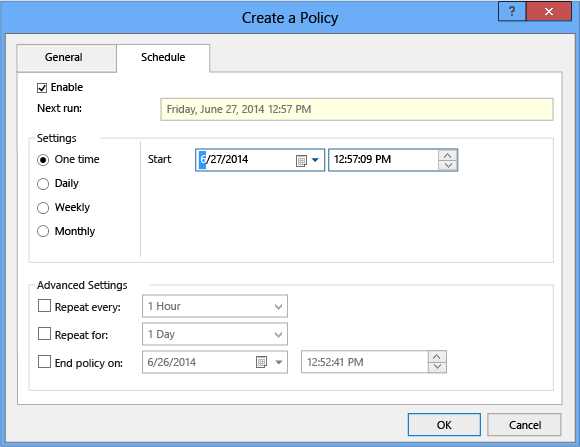 Create a Policy
?
General Schedule
Enable
Next run: Friday, June 27, 2014 12:57 PM
Settings
One time Start 6/27/2014 12:57:09 PM
Daily
Weekly
Monthly
Advanced Settings
Repeat every: 1 Hour
Repeat for: 1 Day
End policy on: 6/26/2014 12:52:41 PM
OK Cancel